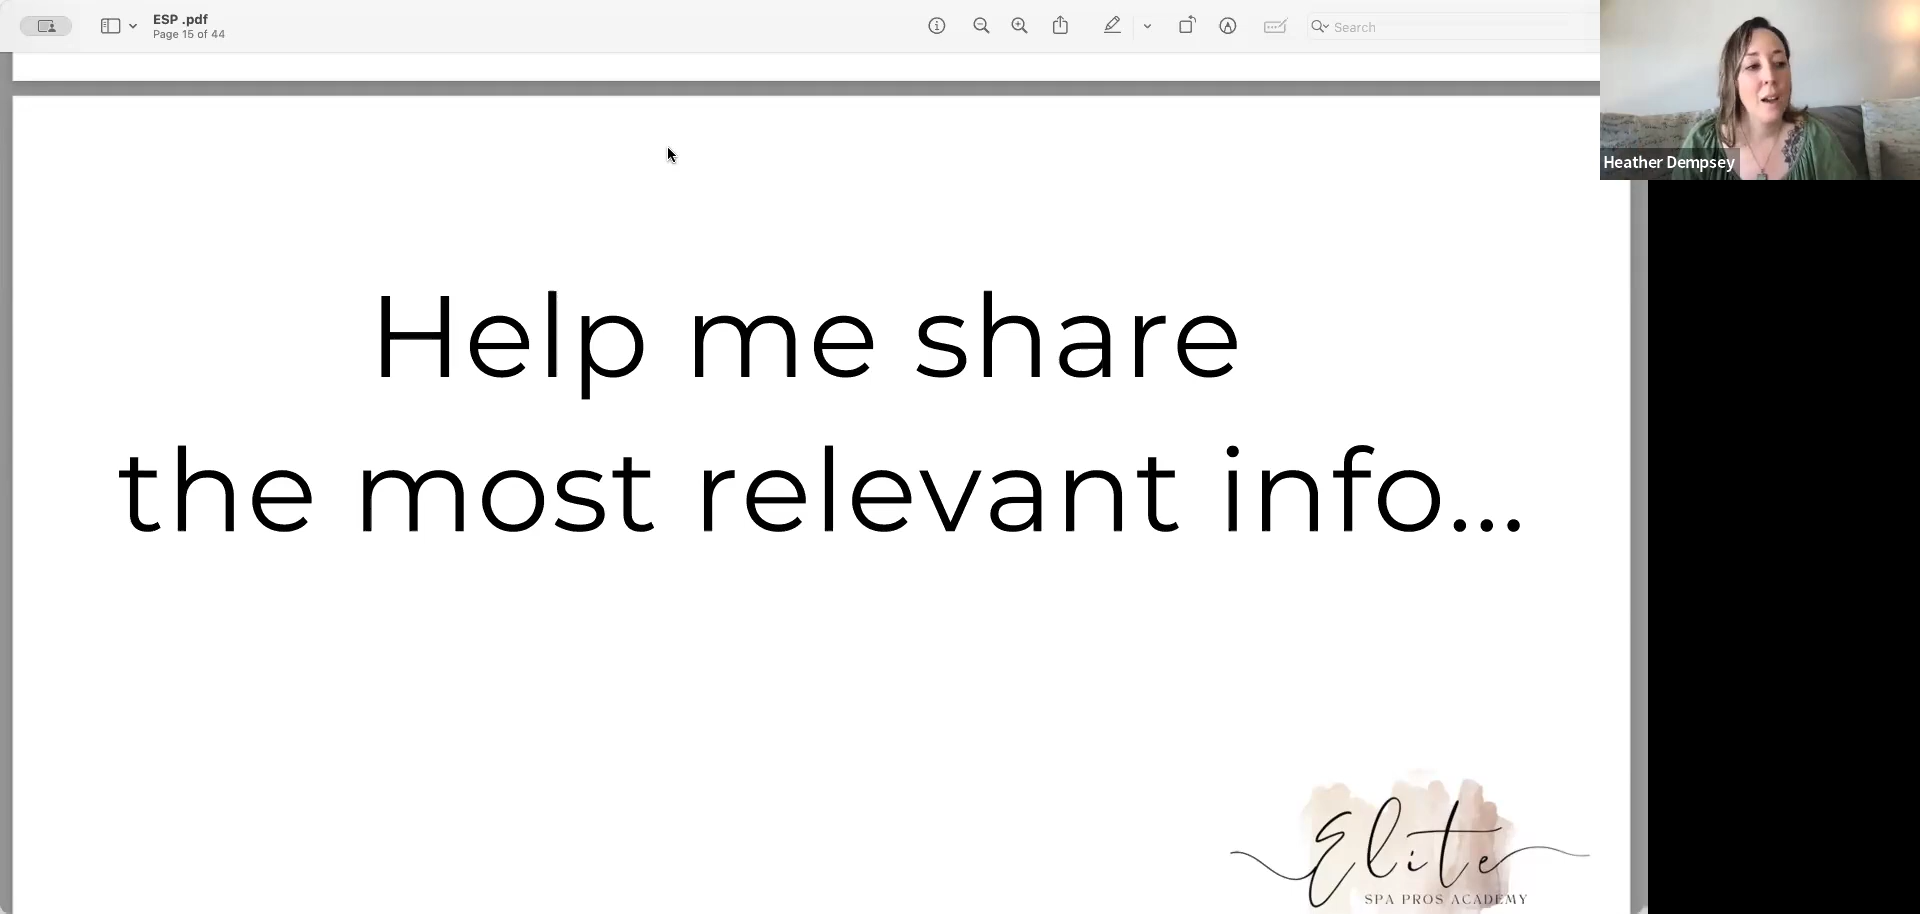 ESP .pdf
Page 15 of 44
Search
Heather Dempsey
Help me share
the most relevant info...
Elite
SPA PROS ACADEMY